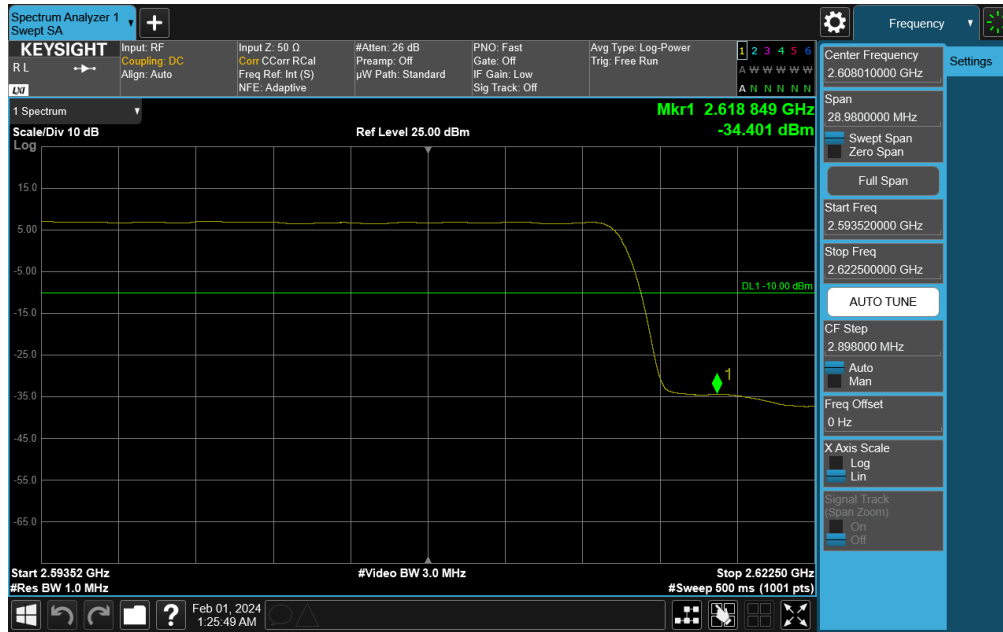 Spectrum Analyzer 1
Swept SA
Frequency
KEYSIGHT
R L
LXI
Input: RF
Coupling: DC
Align: Auto
Input Z: 50 Ω
Corr CCorr RCal
Freq Ref: Int (S)
NFE: Adaptive
#Atten: 26 dB
Preamp: Off
µW Path: Standard
PNO: Fast
Gate: Off
IF Gain: Low
Sig Track: Off
Avg Type: Log-Power
Trig: Free Run
1 2 3 4 5 6
A W W W W W
A N N N N N
1 Spectrum
Mkr1 2.618 849 GHz
-34.401 dBm
Scale/Div 10 dB
Ref Level 25.00 dBm
Log
15.0
5.00
-5.00
-15.0
-25.0
-35.0
-45.0
-55.0
-65.0
DL1 -10.00 dBm
1
Start 2.59352 GHz
#Video BW 3.0 MHz
Stop 2.62250 GHz
#Res BW 1.0 MHz
#Sweep 500 ms (1001 pts)
Center Frequency
2.608010000 GHz
Settings
Span
28.9800000 MHz
Swept Span
Zero Span
Full Span
Start Freq
2.593520000 GHz
Stop Freq
2.622500000 GHz
AUTO TUNE
CF Step
2.898000 MHz
Auto
Man
Freq Offset
0 Hz
X Axis Scale
Log
Lin
Signal Track
(Span Zoom)
On
Off
?
Feb 01, 2024
1:25:49 AM